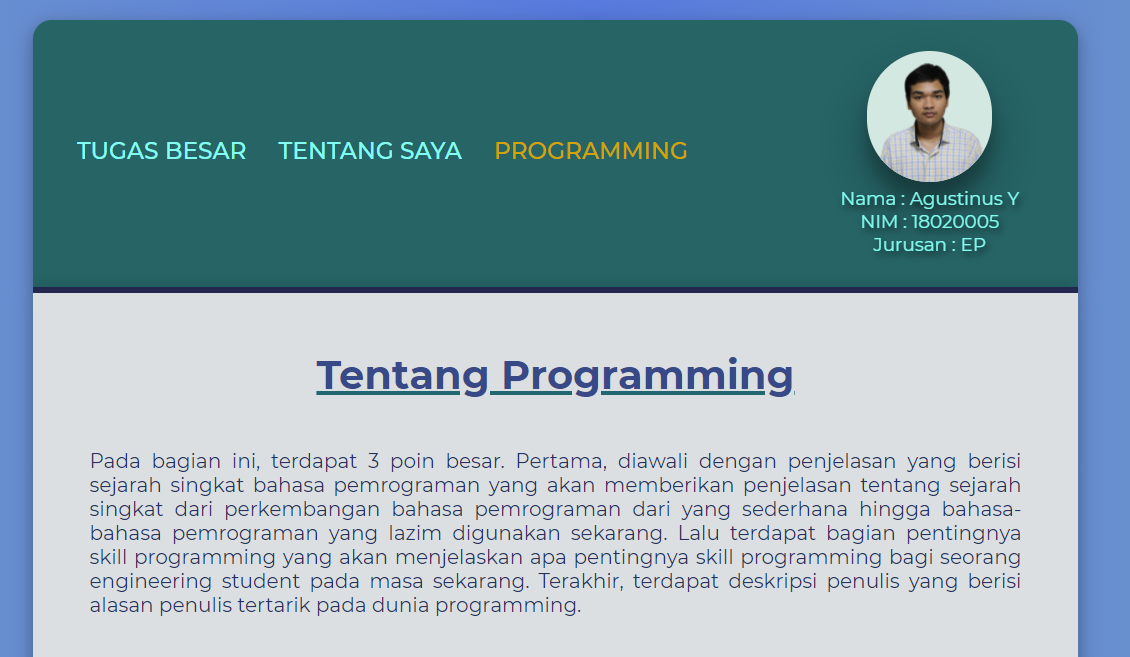 TUGAS BESAR TENTANG SAYA PROGRAMMING
Nama : Agustinus Y
NIM : 18020005
Jurusan : EP
Tentang Programming
Pada bagian ini, terdapat 3 poin besar. Pertama, diawali dengan penjelasan yang berisi
sejarah singkat bahasa pemrograman yang akan memberikan penjelasan tentang sejarah
singkat dari perkembangan bahasa pemrograman dari yang sederhana hingga bahasa-
bahasa pemrograman yang lazim digunakan sekarang. Lalu terdapat bagian pentingnya
skill programming yang akan menjelaskan apa pentingnya skill programming bagi seorang
engineering student pada masa sekarang. Terakhir, terdapat deskripsi penulis yang berisi
alasan penulis tertarik pada dunia programming.